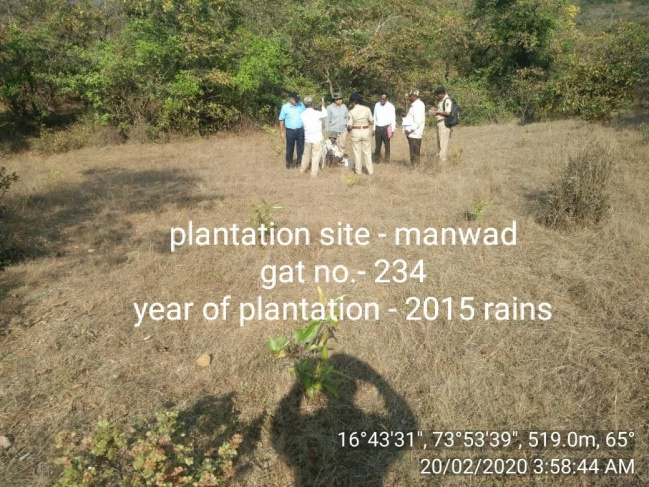 plantation site - manwad
gat no.- 234
year of plantation - 2015 rains
16°43'31", 73°53'39", 519.0m, 65°
20/02/2020 3:58:44 AM